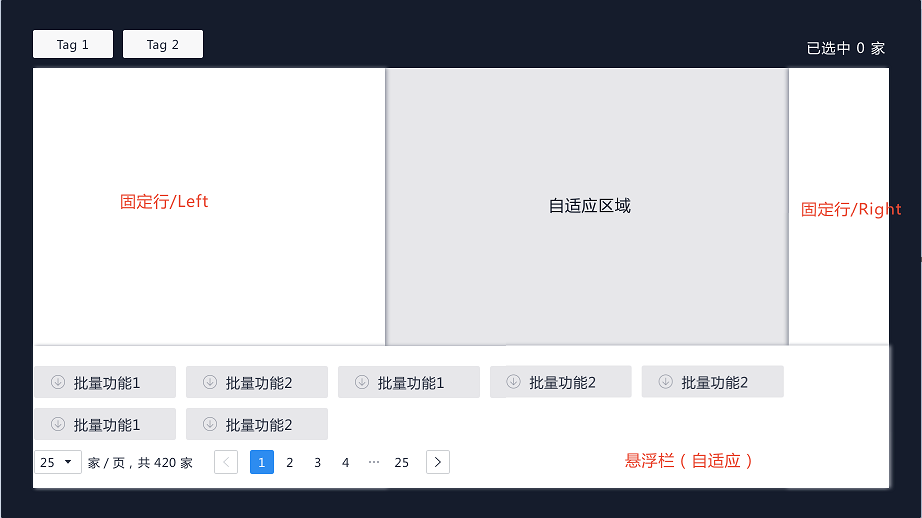 Tag 1 Tag 2
已选中 0 家
固定行/Left
自适应区域
固定行/Right
批量功能1 批量功能2 批量功能1 批量功能2 批量功能2
批量功能1 批量功能2
25 家 / 页，共 420 家 1 2 3 4 ··· 25
悬浮栏（自适应）